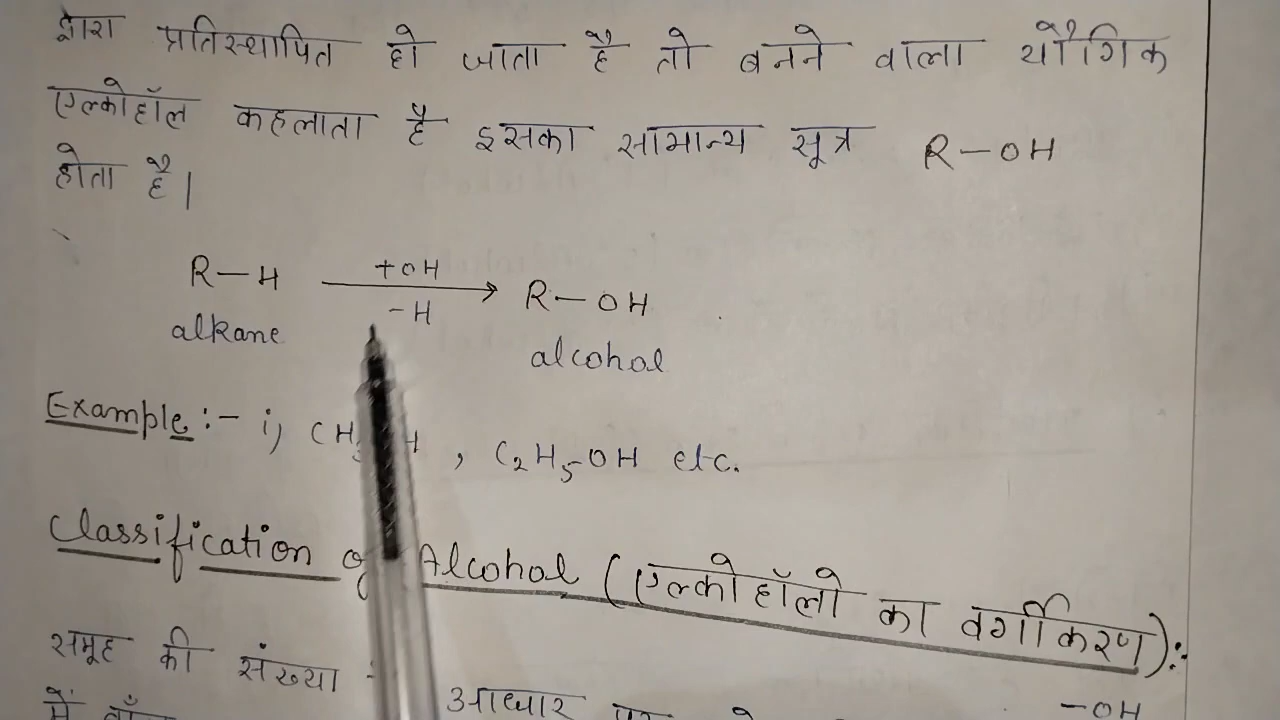 द्वारा प्रतिस्थापित हो जाता है तो बनने वाला यौगिक
एल्कोहॉल कहलाता है इसका सामान्य सूत्र R-OH
होता है।
R-H +OH -H → R-OH
alkane alcohol
Example:- i) , C2H5-OH etc.
Classification of Alcohol (एल्कोहॉलो का वर्गीकरण):-
समूह की संख्या आधार -OH
में